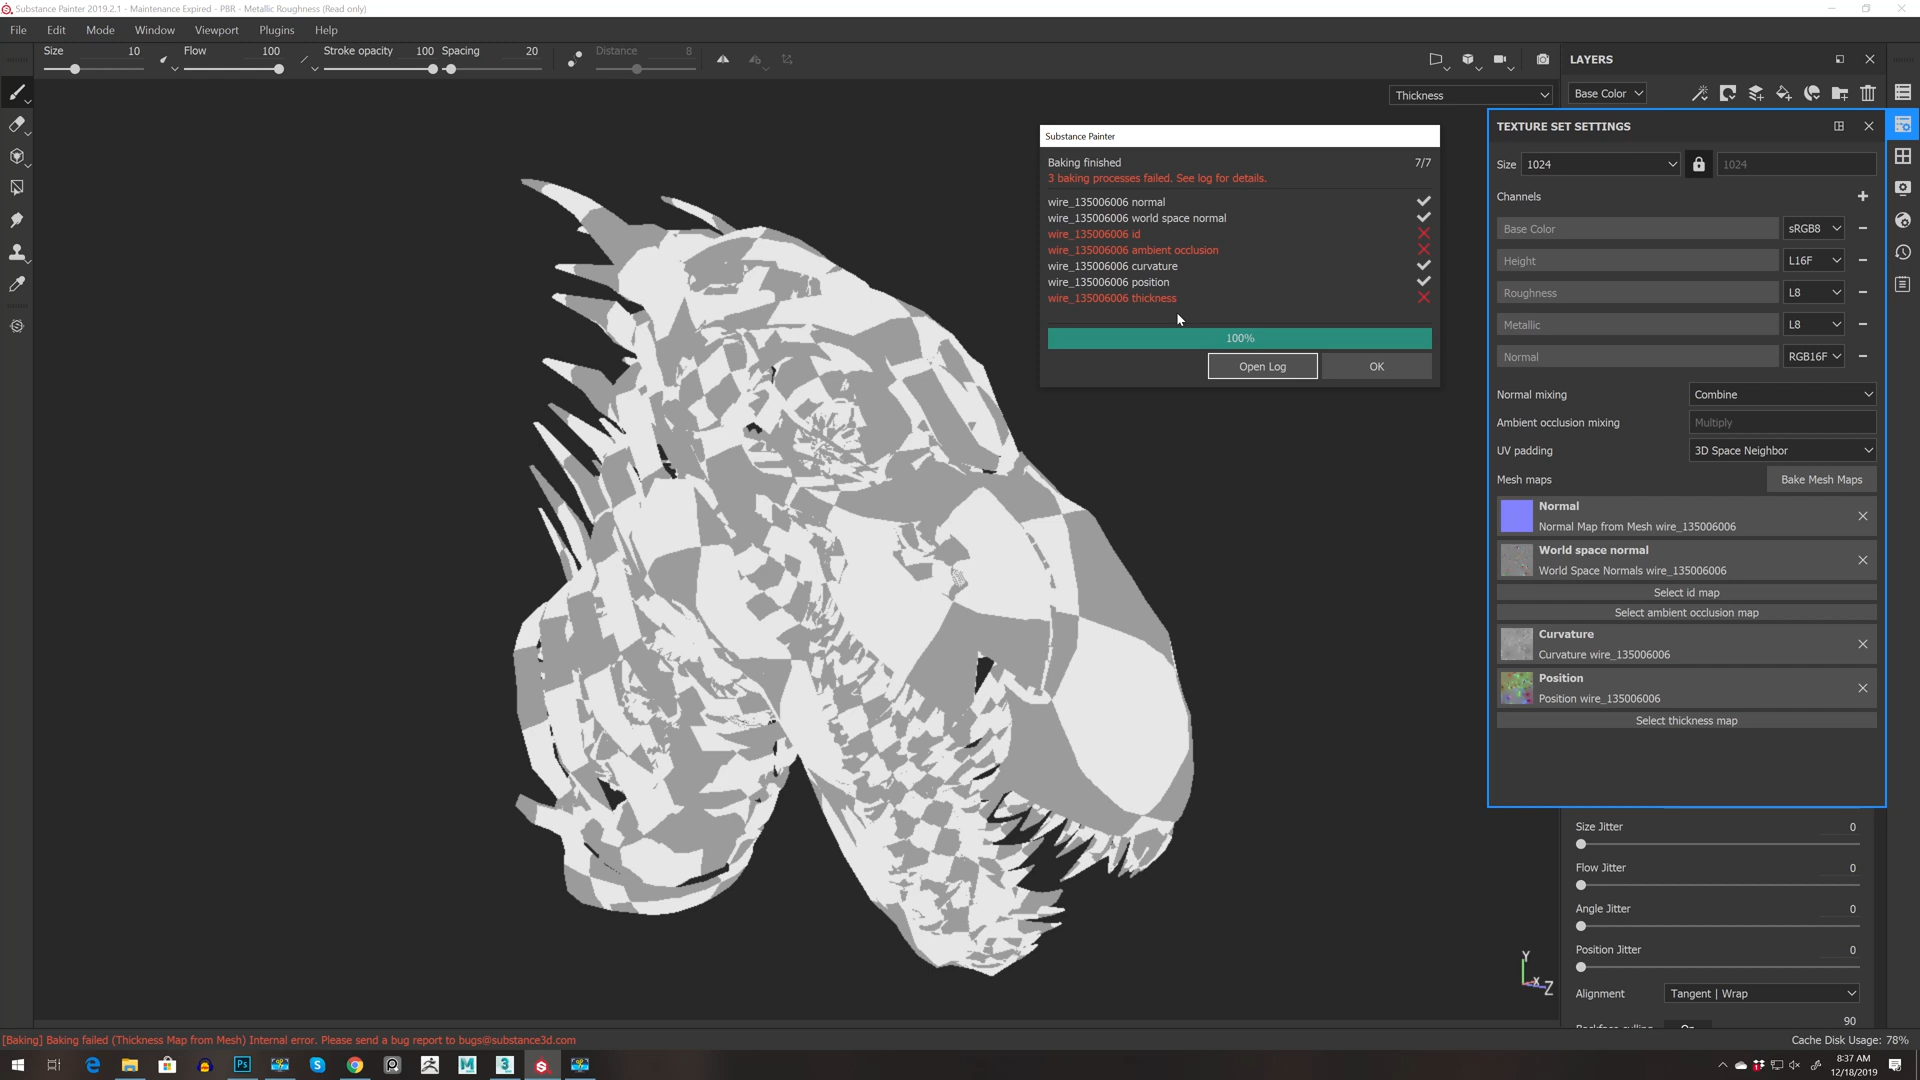 Substance Painter 2019.2.1 - Maintenance Expired - PBR - Metallic Roughness (Read only)
File Edit Mode Window Viewport Plugins Help
Size 10 Flow 100 Stroke opacity 100 Spacing 20 Distance 8
LAYERS
Thickness
Base Color
Substance Painter
Baking finished 7/7
3 baking processes failed. See log for details.
wire_135006006 normal
wire_135006006 world space normal
wire_135006006 id
wire_135006006 ambient occlusion
wire_135006006 curvature
wire_135006006 position
wire_135006006 thickness
100%
Open Log OK
TEXTURE SET SETTINGS
Size 1024 1024
Channels
Base Color sRGB8
Height L16F
Roughness L8
Metallic L8
Normal RGB16F
Normal mixing Combine
Ambient occlusion mixing Multiply
UV padding 3D Space Neighbor
Mesh maps Bake Mesh Maps
Normal
Normal Map from Mesh wire_135006006
World space normal
World Space Normals wire_135006006
Select id map
Select ambient occlusion map
Curvature
Curvature wire_135006006
Position
Position wire_135006006
Select thickness map
Size Jitter 0
Flow Jitter 0
Angle Jitter 0
Position Jitter 0
Alignment Tangent | Wrap
90
Y
X
Z
[Baking] Baking failed (Thickness Map from Mesh) Internal error. Please send a bug report to bugs@substance3d.com
Cache Disk Usage: 78%
Ps
8:37 AM
12/18/2019